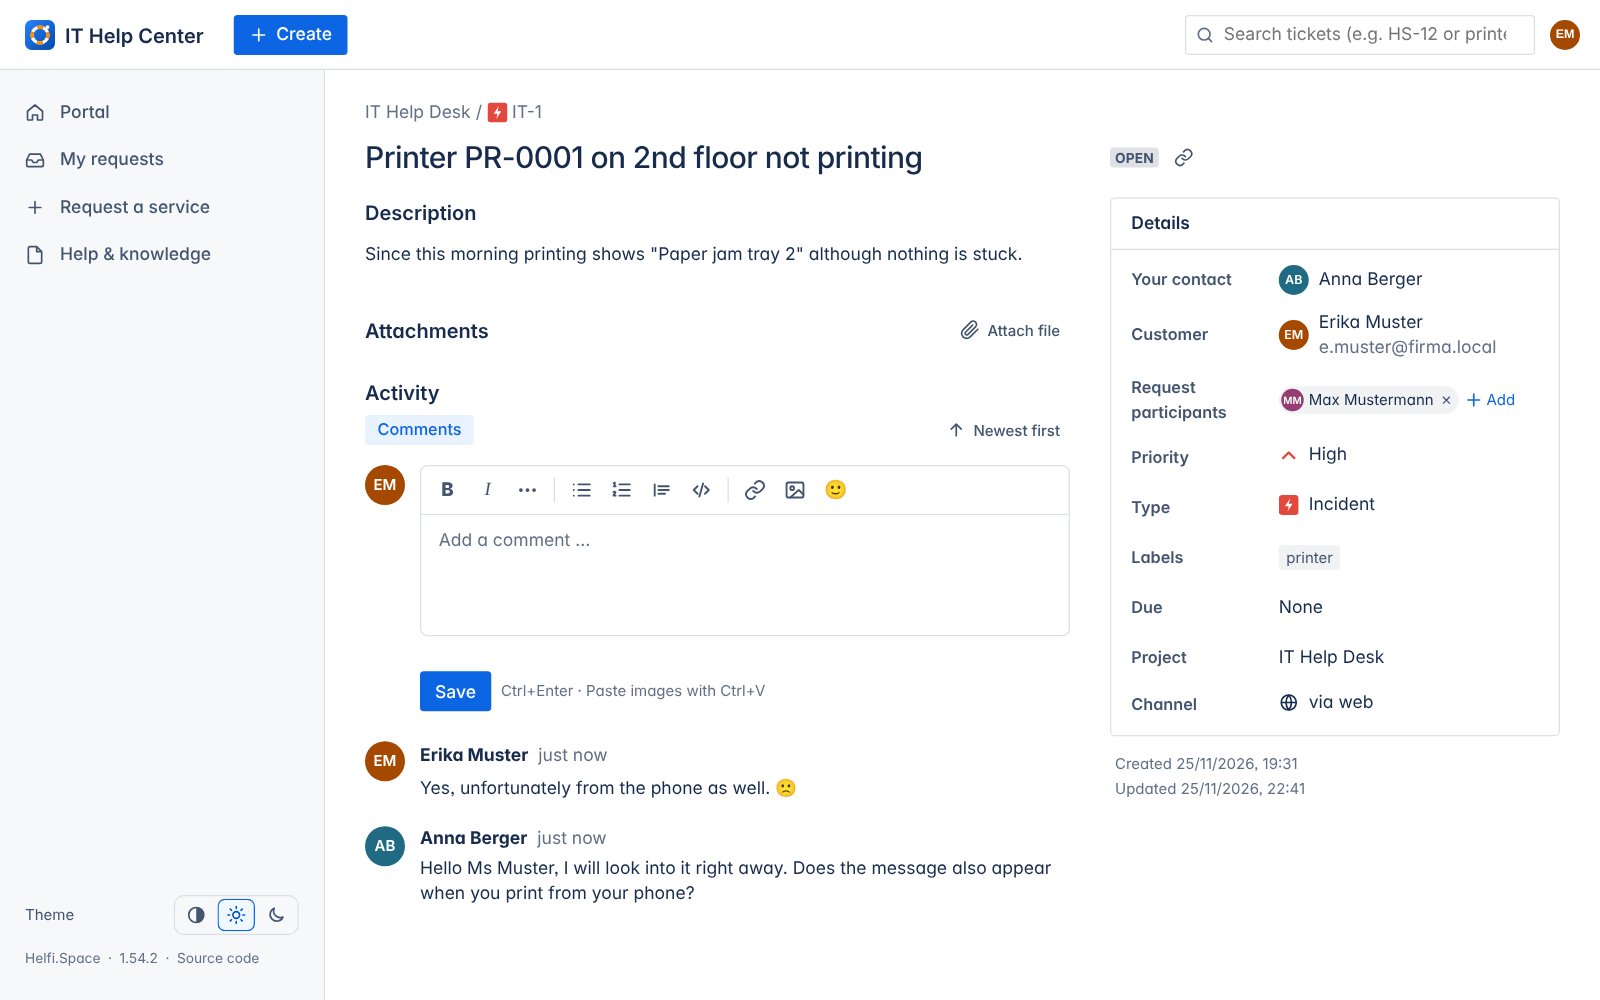 IT Help Center
+ Create
Search tickets (e.g. HS-12 or printe
EM
Portal
My requests
Request a service
Help & knowledge
Theme
Helfi.Space · 1.54.2 · Source code
IT Help Desk / IT-1
Printer PR-0001 on 2nd floor not printing
Description
Since this morning printing shows "Paper jam tray 2" although nothing is stuck.
Attachments
Attach file
Activity
Comments
Newest first
EM
B I
Add a comment ...
Save
Ctrl+Enter · Paste images with Ctrl+V
EM
Erika Muster just now
Yes, unfortunately from the phone as well. 🙁
AB
Anna Berger just now
Hello Ms Muster, I will look into it right away. Does the message also appear
when you print from your phone?
OPEN
Details
Your contact
AB Anna Berger
Customer
EM Erika Muster
e.muster@firma.local
Request
participants
MM Max Mustermann × + Add
Priority
High
Type
Incident
Labels
printer
Due
None
Project
IT Help Desk
Channel
via web
Created 25/11/2026, 19:31
Updated 25/11/2026, 22:41